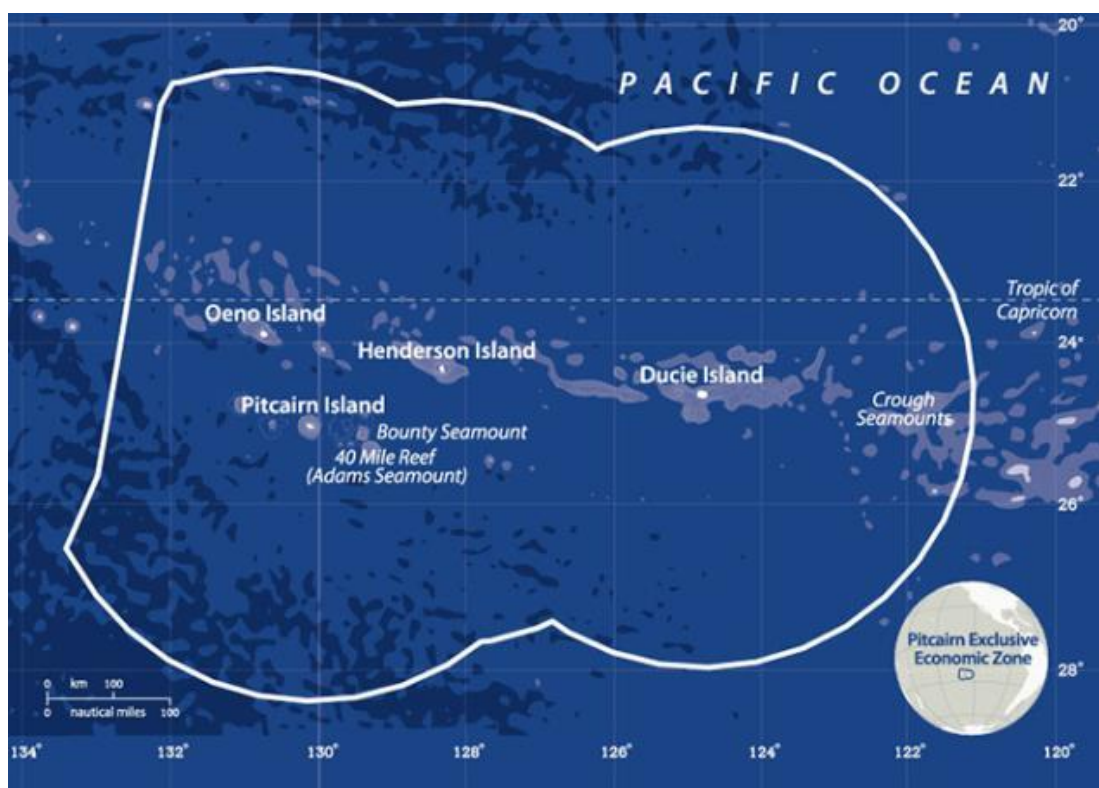 20°
PACIFIC OCEAN
22°
Tropic of
Capricorn
Oeno Island
24°
Henderson Island
Ducie Island
Pitcairn Island
Crough
Seamounts
Bounty Seamount
40 Mile Reef
(Adams Seamount)
26°
Pitcairn Exclusive
Economic Zone
28°
0 km 100
0 nautical miles 100
134° 132° 130° 128° 126° 124° 122° 120°